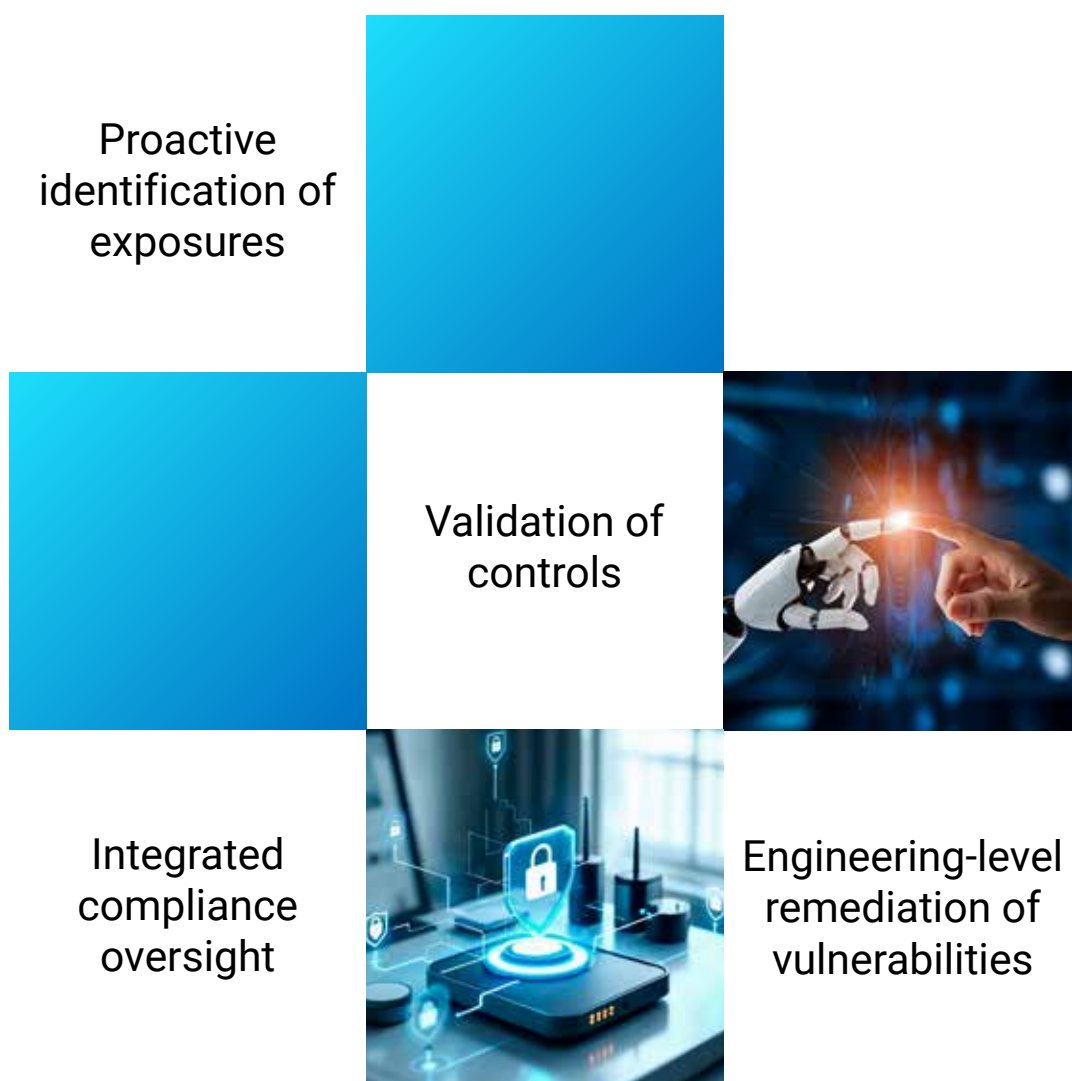 Proactive
identification of
exposures
Validation of
controls
Integrated
compliance
oversight
Engineering-level
remediation of
vulnerabilities